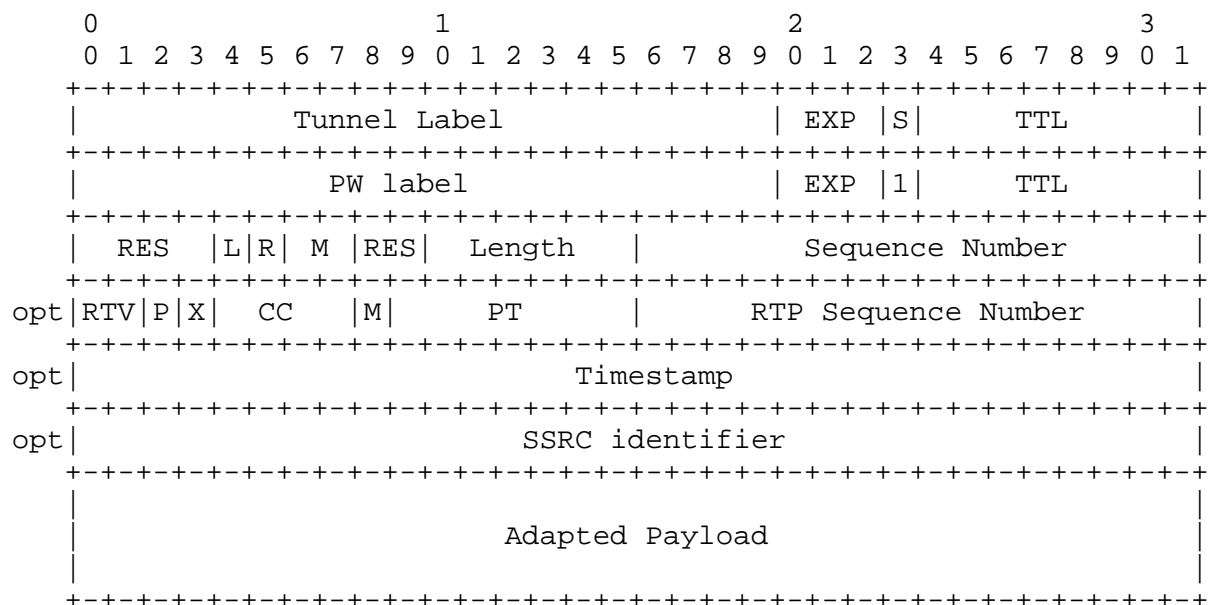 0                   1                   2                   3
 0 1 2 3 4 5 6 7 8 9 0 1 2 3 4 5 6 7 8 9 0 1 2 3 4 5 6 7 8 9 0 1
+-+-+-+-+-+-+-+-+-+-+-+-+-+-+-+-+-+-+-+-+-+-+-+-+-+-+-+-+-+-+-+-+
| Tunnel Label | EXP |S| TTL |
+-+-+-+-+-+-+-+-+-+-+-+-+-+-+-+-+-+-+-+-+-+-+-+-+-+-+-+-+-+-+-+-+
| PW label | EXP |1| TTL |
+-+-+-+-+-+-+-+-+-+-+-+-+-+-+-+-+-+-+-+-+-+-+-+-+-+-+-+-+-+-+-+-+
| RES |L|R| M |RES| Length | Sequence Number |
+-+-+-+-+-+-+-+-+-+-+-+-+-+-+-+-+-+-+-+-+-+-+-+-+-+-+-+-+-+-+-+-+
opt|RTV|P|X| CC |M| PT | RTP Sequence Number |
+-+-+-+-+-+-+-+-+-+-+-+-+-+-+-+-+-+-+-+-+-+-+-+-+-+-+-+-+-+-+-+-+
opt| Timestamp |
+-+-+-+-+-+-+-+-+-+-+-+-+-+-+-+-+-+-+-+-+-+-+-+-+-+-+-+-+-+-+-+-+
opt| SSRC identifier |
+-+-+-+-+-+-+-+-+-+-+-+-+-+-+-+-+-+-+-+-+-+-+-+-+-+-+-+-+-+-+-+-+
| |
| Adapted Payload |
| |
+-+-+-+-+-+-+-+-+-+-+-+-+-+-+-+-+-+-+-+-+-+-+-+-+-+-+-+-+-+-+-+-+